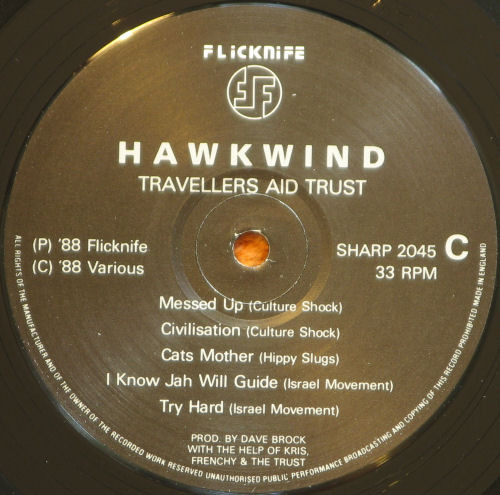 FLICKNIFE
HAWKWIND
TRAVELLERS AID TRUST
(P) '88 Flicknife
(C) '88 Various
SHARP 2045 C
33 RPM
Messed Up (Culture Shock)
Civilisation (Culture Shock)
Cats Mother (Hippy Slugs)
I Know Jah Will Guide (Israel Movement)
Try Hard (Israel Movement)
PROD. BY DAVE BROCK
WITH THE HELP OF KRIS,
FRENCHY & THE TRUST
ALL RIGHTS OF THE MANUFACTURER AND OF THE OWNER OF THE RECORDED WORK RESERVED UNAUTHORISED PUBLIC PERFORMANCE BROADCASTING AND COPYING OF THIS RECORD PROHIBITED MADE IN ENGLAND